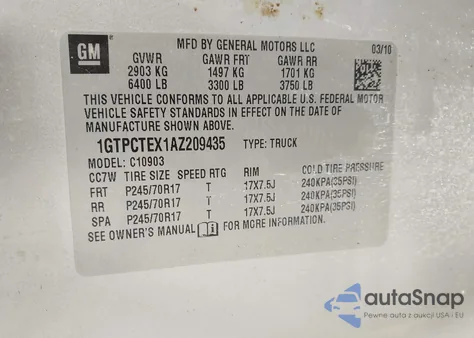 GM
MFD BY GENERAL MOTORS LLC
03/10
GVWR GAWR FRT GAWR RR
2903 KG 1497 KG 1701 KG
6400 LB 3300 LB 3750 LB
THIS VEHICLE CONFORMS TO ALL APPLICABLE U.S. FEDERAL MOTOR
VEHICLE SAFETY STANDARDS IN EFFECT ON THE DATE OF
MANUFACTURE SHOWN ABOVE.
1GTPCTEX1AZ209435 TYPE: TRUCK
MODEL: C10903
CC7W TIRE SIZE SPEED RTG RIM COLD TIRE PRESSURE
FRT P245/70R17 T 17X7.5J 240KPA(35PSI)
RR P245/70R17 T 17X7.5J 240KPA(35PSI)
SPA P245/70R17 T 17X7.5J 240KPA(35PSI)
SEE OWNER'S MANUAL i FOR MORE INFORMATION.
autoSnap
Pewne auta z aukcji USA i EU